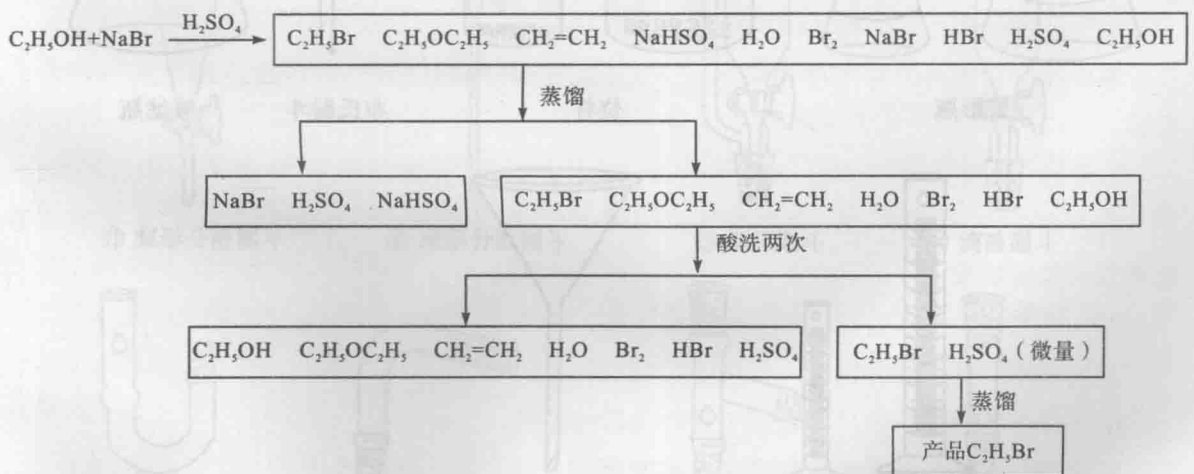 C₂H₅OH+NaBr H₂SO₄ C₂H₅Br C₂H₅OC₂H₅ CH₂=CH₂ NaHSO₄ H₂O Br₂ NaBr HBr H₂SO₄ C₂H₅OH
蒸馏
NaBr H₂SO₄ NaHSO₄
C₂H₅Br C₂H₅OC₂H₅ CH₂=CH₂ H₂O Br₂ HBr C₂H₅OH
酸洗两次
C₂H₅OH C₂H₅OC₂H₅ CH₂=CH₂ H₂O Br₂ HBr H₂SO₄
C₂H₅Br H₂SO₄（微量）
蒸馏
产品C₂H₅Br